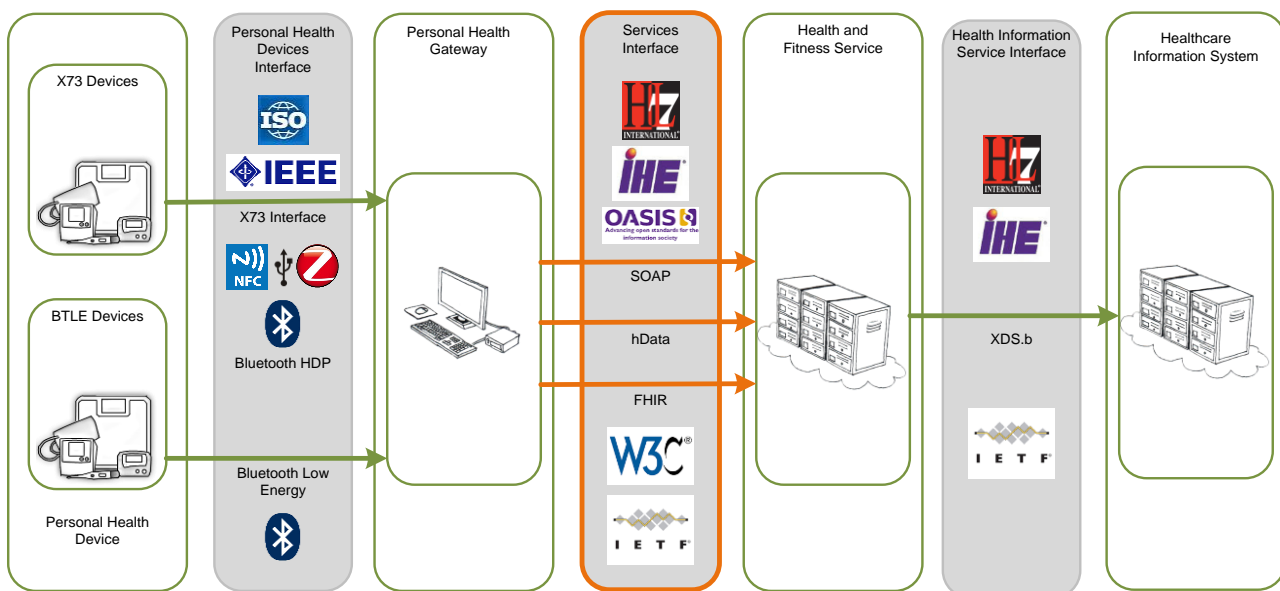 X73 Devices
BTLE Devices
Personal Health
Device
Personal Health
Devices
Interface
ISO
IEEE
X73 Interface
NFC
Z
Bluetooth HDP
Bluetooth Low
Energy
Personal Health
Gateway
Services
Interface
HL7
INTERNATIONAL®
iHE®
OASIS
Advancing open standards for the
information society
SOAP
hData
FHIR
W3C®
I E T F®
Health and
Fitness Service
Health Information
Service Interface
HL7
INTERNATIONAL®
iHE®
XDS.b
I E T F®
Healthcare
Information System